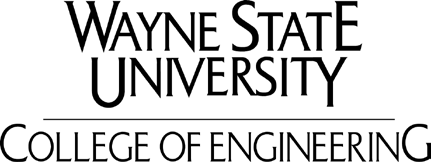 WAYNE STATE
UNIVERSITY
COLLEGE OF ENGINEERING